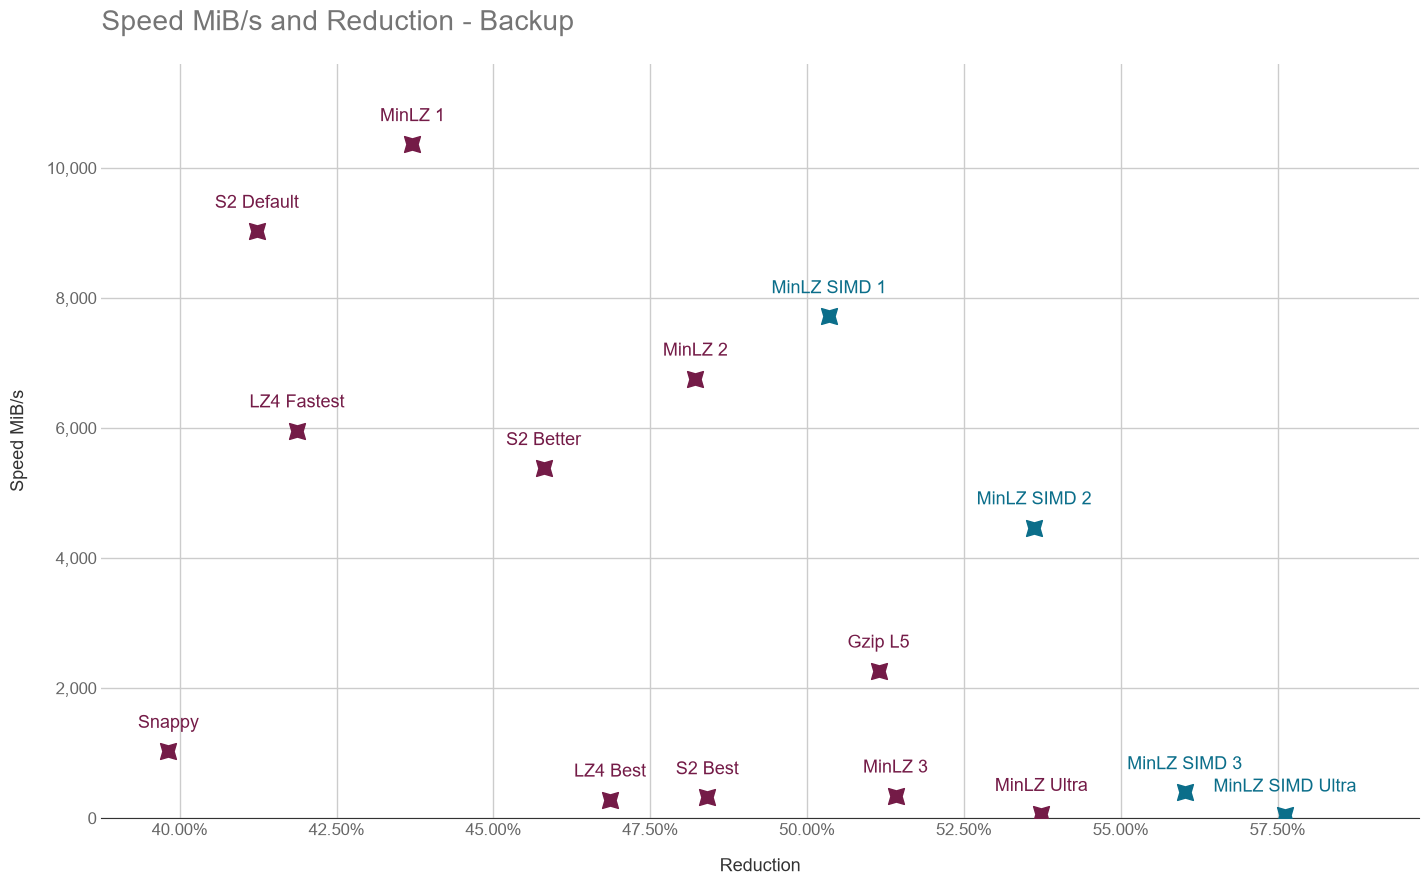 Speed MiB/s and Reduction - Backup
MinLZ 1
10,000
S2 Default
MinLZ SIMD 1
8,000
MinLZ 2
LZ4 Fastest
6,000
S2 Better
Speed MiB/s
MinLZ SIMD 2
4,000
Gzip L5
2,000
Snappy
LZ4 Best
S2 Best
MinLZ 3
MinLZ Ultra
MinLZ SIMD 3
MinLZ SIMD Ultra
0
40.00% 42.50% 45.00% 47.50% 50.00% 52.50% 55.00% 57.50%
Reduction